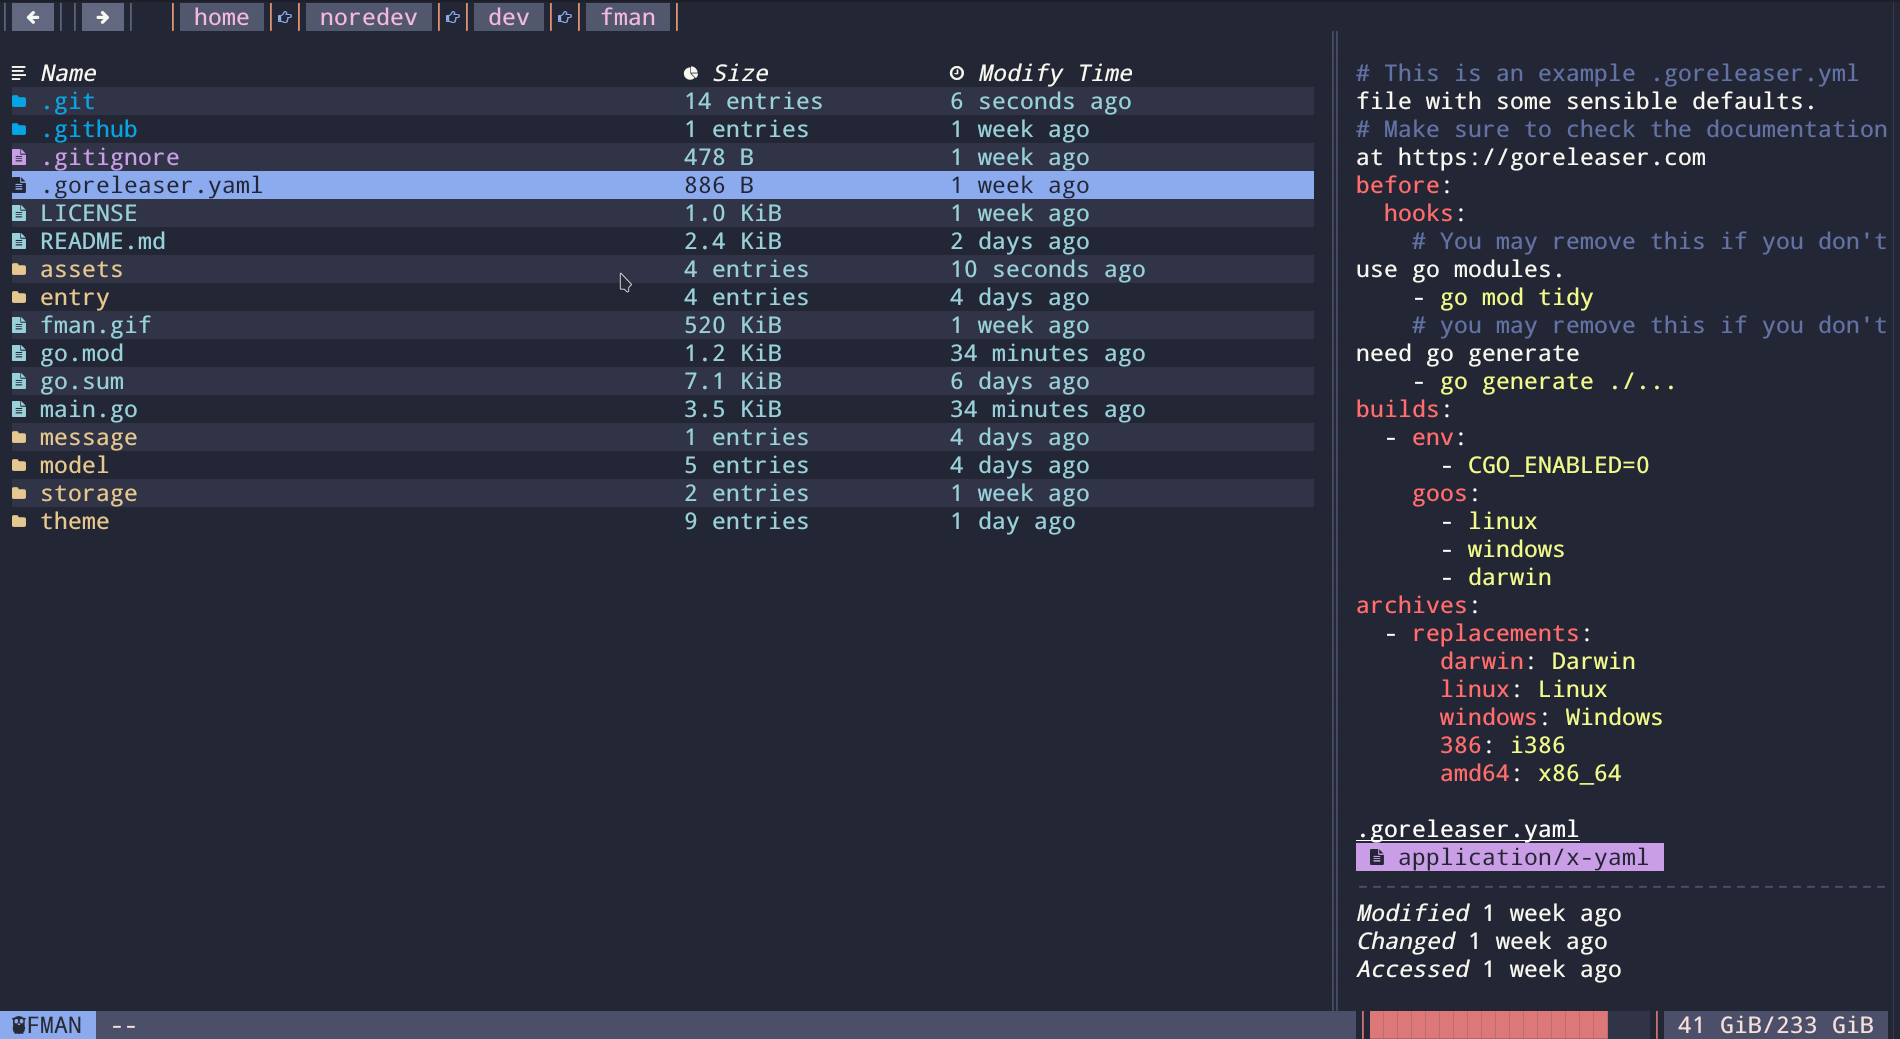 home noredev dev fman
Name Size Modify Time
.git 14 entries 6 seconds ago
.github 1 entries 1 week ago
.gitignore 478 B 1 week ago
.goreleaser.yaml 886 B 1 week ago
LICENSE 1.0 KiB 1 week ago
README.md 2.4 KiB 2 days ago
assets 4 entries 10 seconds ago
entry 4 entries 4 days ago
fman.gif 520 KiB 1 week ago
go.mod 1.2 KiB 34 minutes ago
go.sum 7.1 KiB 6 days ago
main.go 3.5 KiB 34 minutes ago
message 1 entries 4 days ago
model 5 entries 4 days ago
storage 2 entries 1 week ago
theme 9 entries 1 day ago
# This is an example .goreleaser.yml
file with some sensible defaults.
# Make sure to check the documentation
at https://goreleaser.com
before:
  hooks:
    # You may remove this if you don't
use go modules.
    - go mod tidy
    # you may remove this if you don't
need go generate
    - go generate ./...
builds:
  - env:
      - CGO_ENABLED=0
    goos:
      - linux
      - windows
      - darwin
archives:
  - replacements:
      darwin: Darwin
      linux: Linux
      windows: Windows
      386: i386
      amd64: x86_64
.goreleaser.yaml
application/x-yaml
Modified 1 week ago
Changed 1 week ago
Accessed 1 week ago
FMAN -- 41 GiB/233 GiB